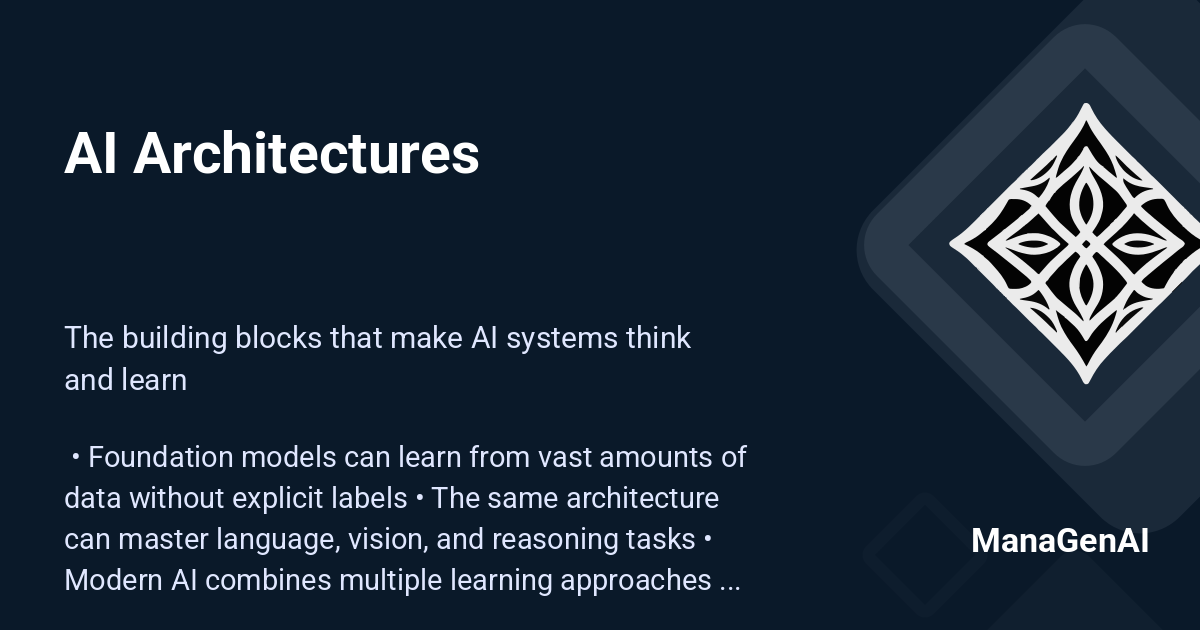 AI Architectures
The building blocks that make AI systems think
and learn
• Foundation models can learn from vast amounts of
data without explicit labels • The same architecture
can master language, vision, and reasoning tasks •
Modern AI combines multiple learning approaches ...
ManaGenAI